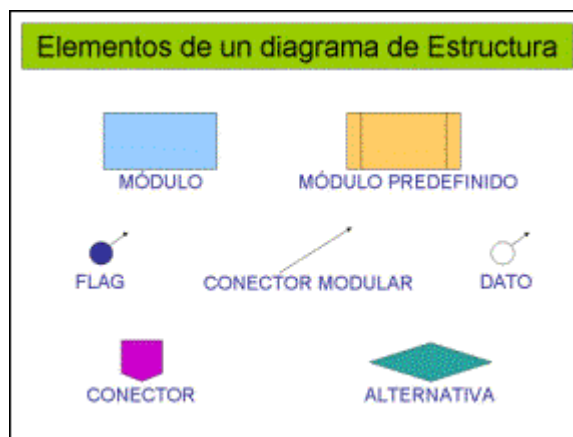 Elementos de un diagrama de Estructura
MÓDULO
MÓDULO PREDEFINIDO
FLAG
CONECTOR MODULAR
DATO
CONECTOR
ALTERNATIVA